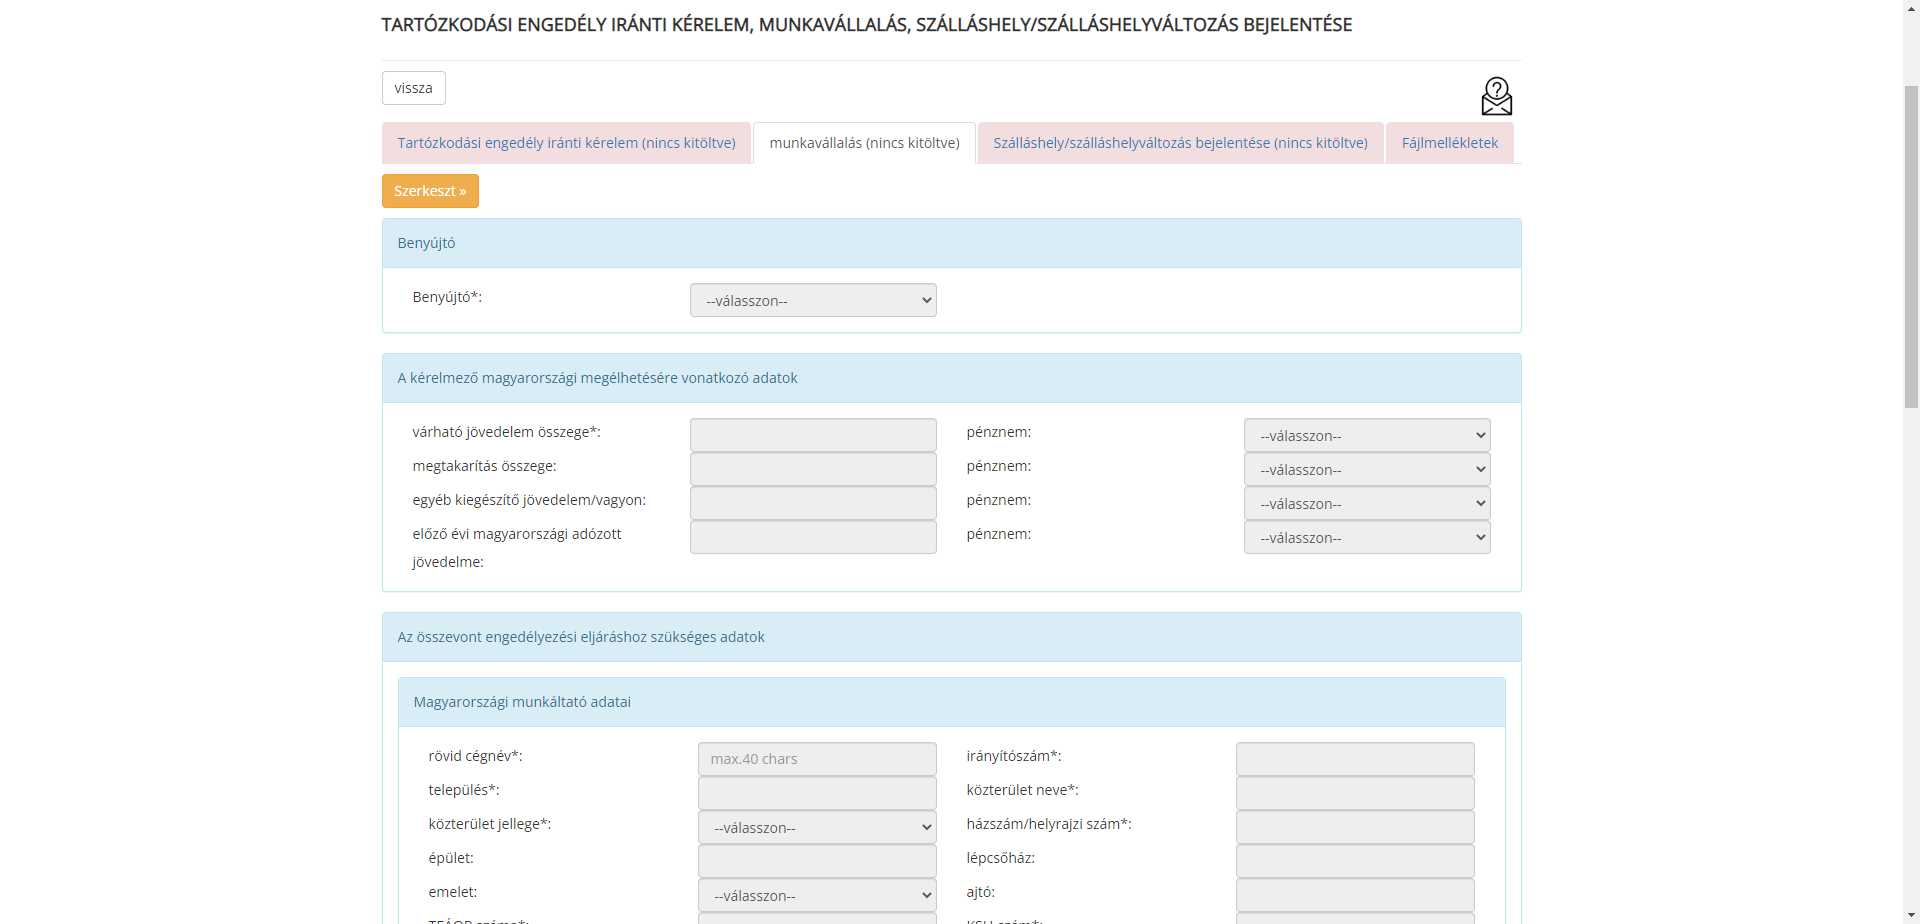 TARTÓZKODÁSI ENGEDÉLY IRÁNTI KÉRELEM, MUNKAVÁLLALÁS, SZÁLLÁSHELY/SZÁLLÁSHELYVÁLTOZÁS BEJELENTÉSE
vissza
Tartózkodási engedély iránti kérelem (nincs kitöltve) munkavállalás (nincs kitöltve) Szálláshely/szálláshelyváltozás bejelentése (nincs kitöltve) Fájlmellékletek
Szerkeszt »
Benyújtó
Benyújtó*: --válasszon--
A kérelmező magyarországi megélhetésére vonatkozó adatok
várható jövedelem összege*: pénznem: --válasszon--
megtakarítás összege: pénznem: --válasszon--
egyéb kiegészítő jövedelem/vagyon: pénznem: --válasszon--
előző évi magyarországi adózott pénznem: --válasszon--
jövedelme:
Az összevont engedélyezési eljáráshoz szükséges adatok
Magyarországi munkáltató adatai
rövid cégnév*: max.40 chars irányítószám*:
település*: közterület neve*:
közterület jellege*: --válasszon-- házszám/helyrajzi szám*:
épület: lépcsőház:
emelet: --válasszon-- ajtó: